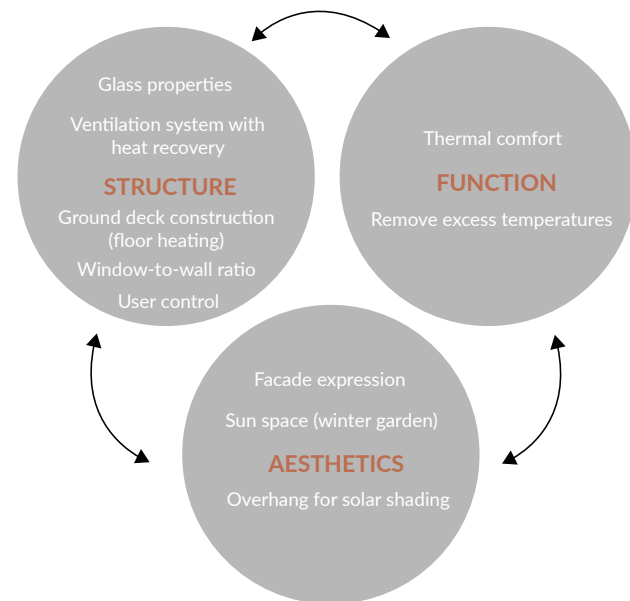 Glass properties
Ventilation system with
heat recovery
STRUCTURE
Ground deck construction
(floor heating)
Window-to-wall ratio
User control
Thermal comfort
FUNCTION
Remove excess temperatures
Facade expression
Sun space (winter garden)
AESTHETICS
Overhang for solar shading